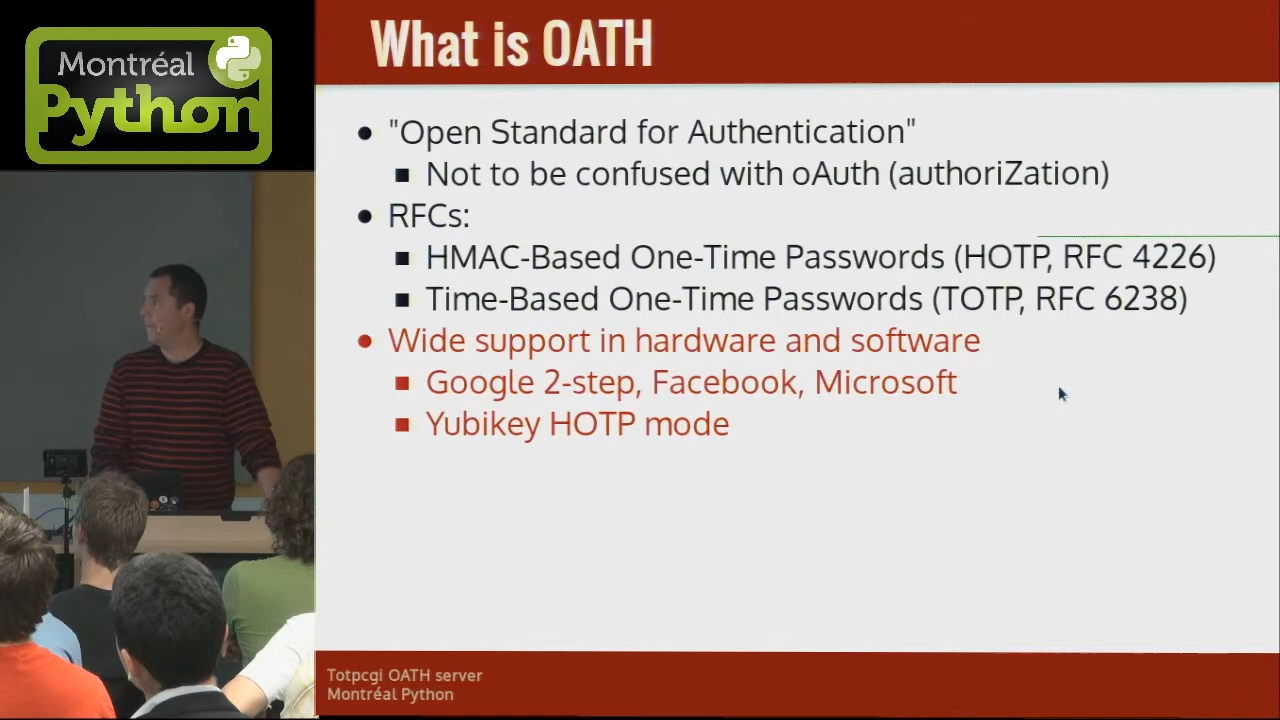 Montréal
Python
What is OATH
"Open Standard for Authentication"
Not to be confused with oAuth (authoriZation)
RFCs:
HMAC-Based One-Time Passwords (HOTP, RFC 4226)
Time-Based One-Time Passwords (TOTP, RFC 6238)
Wide support in hardware and software
Google 2-step, Facebook, Microsoft
Yubikey HOTP mode
Totpcgi OATH server
Montréal Python